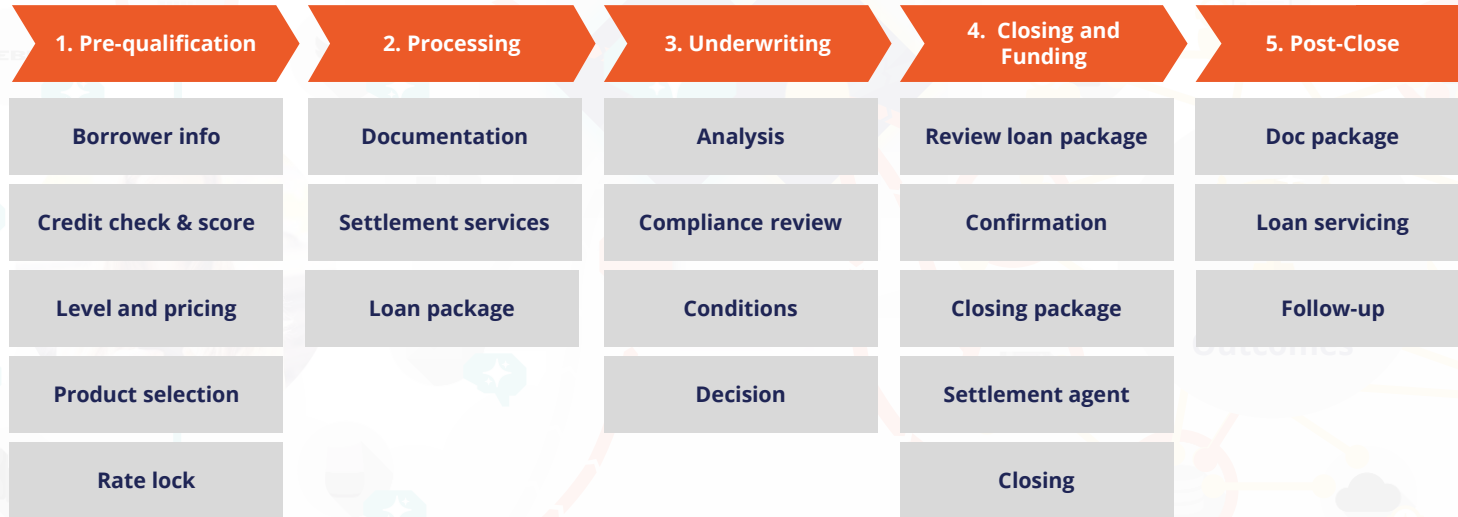 1. Pre-qualification
2. Processing
3. Underwriting
4. Closing and
Funding
5. Post-Close
Borrower info
Documentation
Analysis
Review loan package
Doc package
Credit check & score
Settlement services
Compliance review
Confirmation
Loan servicing
Level and pricing
Loan package
Conditions
Closing package
Follow-up
Outcomes
Product selection
Decision
Settlement agent
Rate lock
Closing